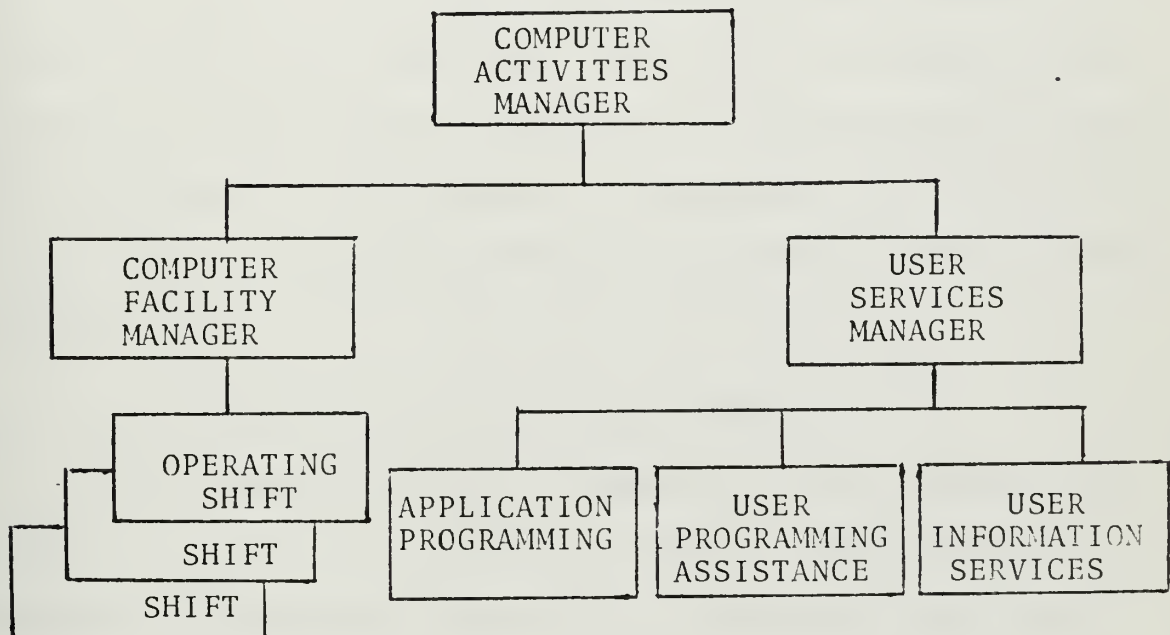 COMPUTER
ACTIVITIES
MANAGER
COMPUTER
FACILITY
MANAGER
USER
SERVICES
MANAGER
OPERATING
SHIFT
SHIFT
SHIFT
APPLICATION
PROGRAMMING
USER
PROGRAMMING
ASSISTANCE
USER
INFORMATION
SERVICES